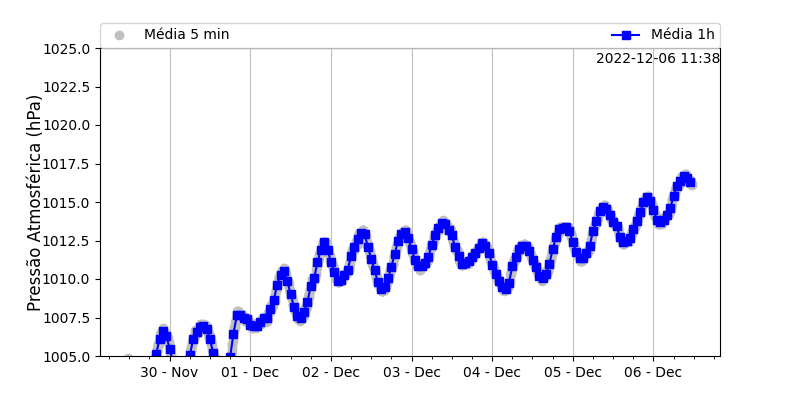 Média 5 min
Média 1h
2022-12-06 11:38
Pressão Atmosférica (hPa)
1025.0
1022.5
1020.0
1017.5
1015.0
1012.5
1010.0
1007.5
1005.0
30 - Nov
01 - Dec
02 - Dec
03 - Dec
04 - Dec
05 - Dec
06 - Dec